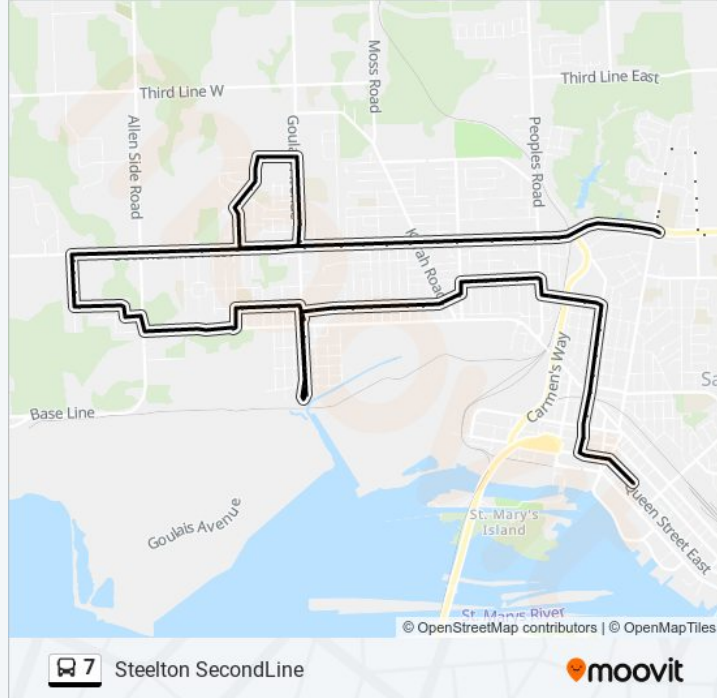 Moss Road
Third Line East
Third Line W
Allen Side Road
Peoples Road
Carmen's Way
Base Line
Goulais Avenue
Queen Street East
St. Mary's
Island
St. Marys River
© OpenStreetMap contributors | © OpenMapTiles
7 Steelton SecondLine
moovit